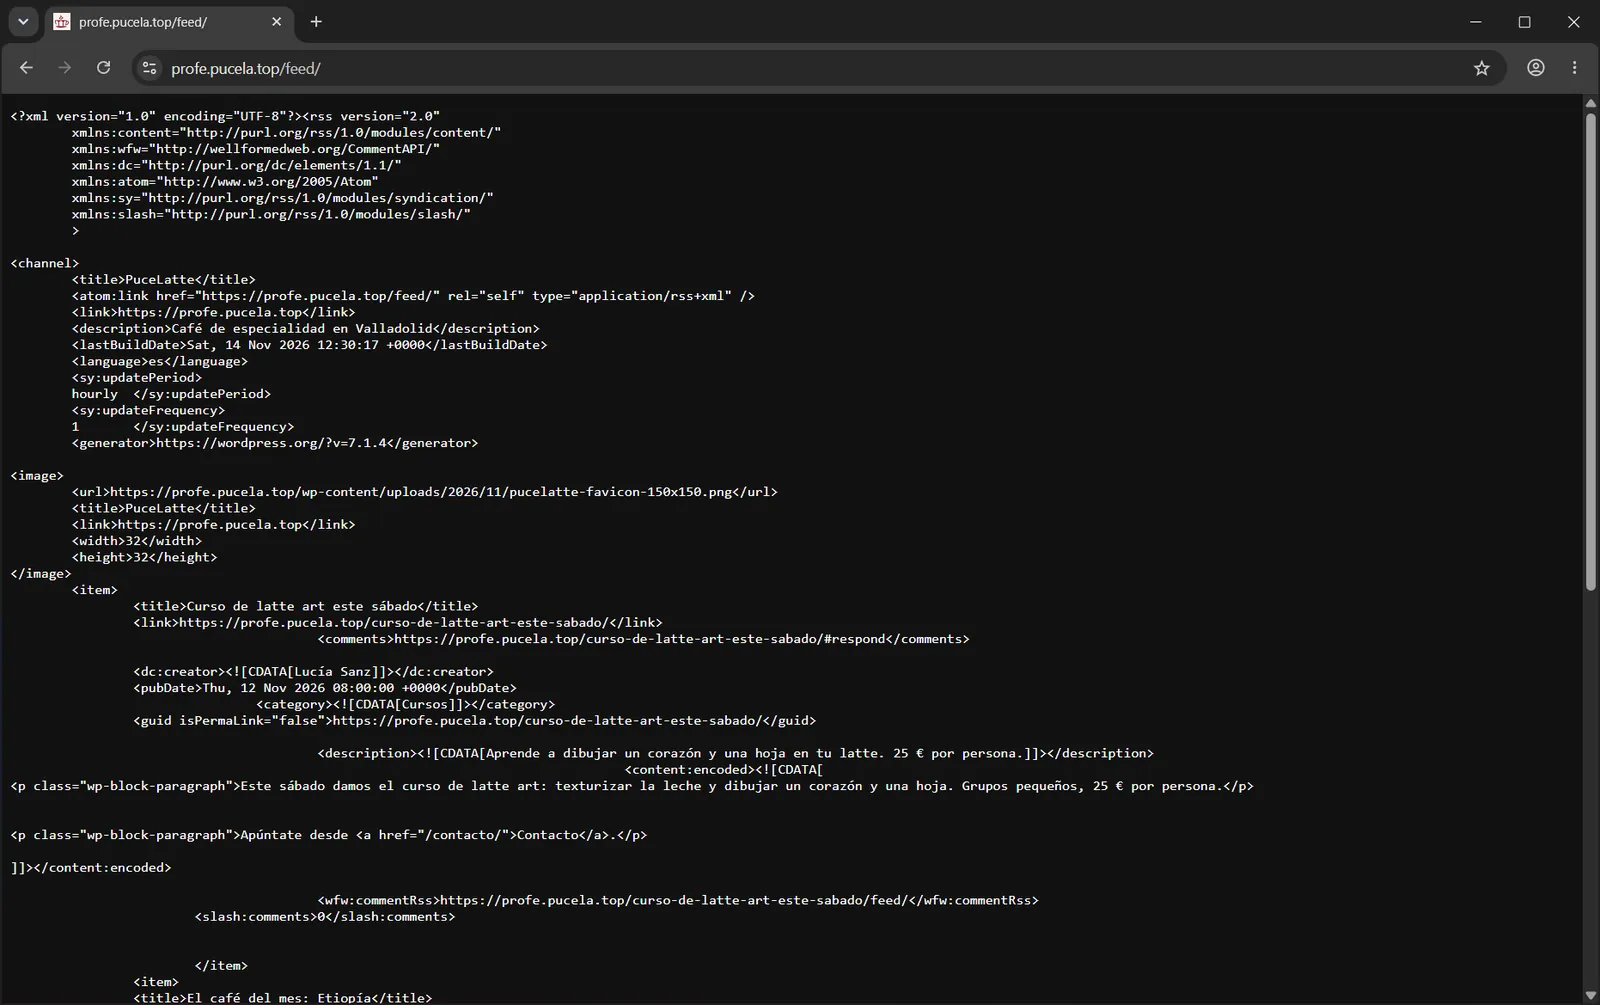 profe.pucela.top/feed/
profe.pucela.top/feed/
<?xml version="1.0" encoding="UTF-8"?><rss version="2.0"
xmlns:content="http://purl.org/rss/1.0/modules/content/"
xmlns:wfw="http://wellformedweb.org/CommentAPI/"
xmlns:dc="http://purl.org/dc/elements/1.1/"
xmlns:atom="http://www.w3.org/2005/Atom"
xmlns:sy="http://purl.org/rss/1.0/modules/syndication/"
xmlns:slash="http://purl.org/rss/1.0/modules/slash/"
>
<channel>
<title>PuceLatte</title>
<atom:link href="https://profe.pucela.top/feed/" rel="self" type="application/rss+xml" />
<link>https://profe.pucela.top</link>
<description>Café de especialidad en Valladolid</description>
<lastBuildDate>Sat, 14 Nov 2026 12:30:17 +0000</lastBuildDate>
<language>es</language>
<sy:updatePeriod>
hourly </sy:updatePeriod>
<sy:updateFrequency>
1 </sy:updateFrequency>
<generator>https://wordpress.org/?v=7.1.4</generator>
<image>
<url>https://profe.pucela.top/wp-content/uploads/2026/11/pucelatte-favicon-150x150.png</url>
<title>PuceLatte</title>
<link>https://profe.pucela.top</link>
<width>32</width>
<height>32</height>
</image>
<item>
<title>Curso de latte art este sábado</title>
<link>https://profe.pucela.top/curso-de-latte-art-este-sabado/</link>
<comments>https://profe.pucela.top/curso-de-latte-art-este-sabado/#respond</comments>
<dc:creator><![CDATA[Lucía Sanz]]></dc:creator>
<pubDate>Thu, 12 Nov 2026 08:00:00 +0000</pubDate>
<category><![CDATA[Cursos]]></category>
<guid isPermaLink="false">https://profe.pucela.top/curso-de-latte-art-este-sabado/</guid>
<description><![CDATA[Aprende a dibujar un corazón y una hoja en tu latte. 25 € por persona.]]></description>
<content:encoded><![CDATA[
<p class="wp-block-paragraph">Este sábado damos el curso de latte art: texturizar la leche y dibujar un corazón y una hoja. Grupos pequeños, 25 € por persona.</p>
<p class="wp-block-paragraph">Apúntate desde <a href="/contacto/">Contacto</a>.</p>
]]></content:encoded>
<wfw:commentRss>https://profe.pucela.top/curso-de-latte-art-este-sabado/feed/</wfw:commentRss>
<slash:comments>0</slash:comments>
</item>
<item>
<title>El café del mes: Etiopía</title>